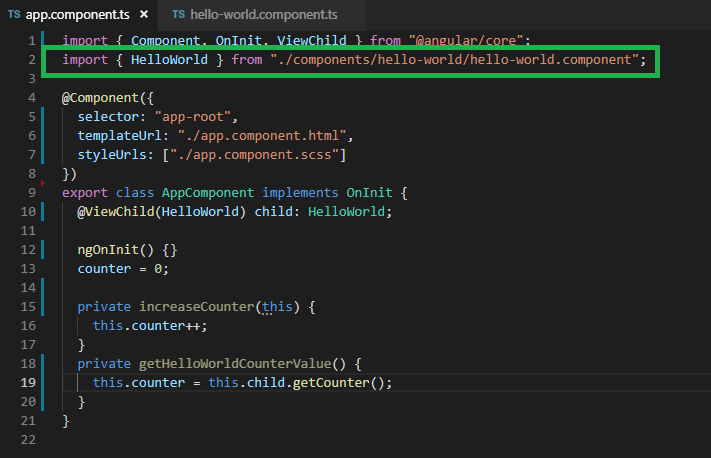 TS app.component.ts × TS hello-world.component.ts
1 import { Component, OnInit, ViewChild } from "@angular/core";
2 import { HelloWorld } from "./components/hello-world/hello-world.component";
3
4 @Component({
5 selector: "app-root",
6 templateUrl: "./app.component.html",
7 styleUrls: ["./app.component.scss"]
8 })
9 export class AppComponent implements OnInit {
10 @ViewChild(HelloWorld) child: HelloWorld;
11
12 ngOnInit() {}
13 counter = 0;
14
15 private increaseCounter(this) {
16 this.counter++;
17 }
18 private getHelloWorldCounterValue() {
19 this.counter = this.child.getCounter();
20 }
21 }
22